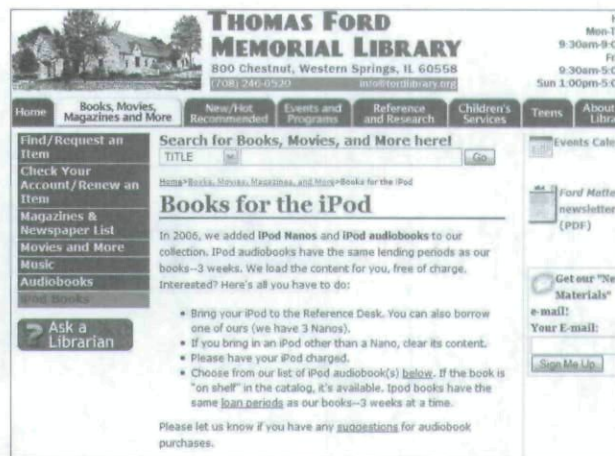 THOMAS FORD
MEMORIAL LIBRARY
800 Chestnut, Western Springs, IL 60558
(708) 246-0520 info@fordlibrary.org
Mon-T
9:30am-9:0
Fr
9:30am-5:0
Sun 1:00pm-5:0
Home
Books, Movies,
Magazines and More
New/Hot
Recommended
Events and
Programs
Reference
and Research
Children's
Services
Teens
Abou
Libra
Find/Request an
Item
Check Your
Account/Renew an
Item
Magazines &
Newspaper List
Movies and More
Music
Audiobooks
iPod Books
? Ask a
Librarian
Search for Books, Movies, and More here!
TITLE
Go
Home>Books, Movies, Magazines, and More>Books for the iPod
Books for the iPod
In 2006, we added iPod Nanos and iPod audiobooks to our
collection. IPod audiobooks have the same lending periods as our
books--3 weeks. We load the content for you, free of charge.
Interested? Here's all you have to do:
• Bring your iPod to the Reference Desk. You can also borrow
one of ours (we have 3 Nanos).
• If you bring in an iPod other than a Nano, clear its content.
• Please have your iPod charged.
• Choose from our list of iPod audiobook(s) below. If the book is
"on shelf" in the catalog, it's available. Ipod books have the
same loan periods as our books--3 weeks at a time.
Please let us know if you have any suggestions for audiobook
purchases.
Events Cale
Ford Matte
newsletter
(PDF)
Get our "Ne
Materials"
e-mail!
Your E-mail:
Sign Me Up